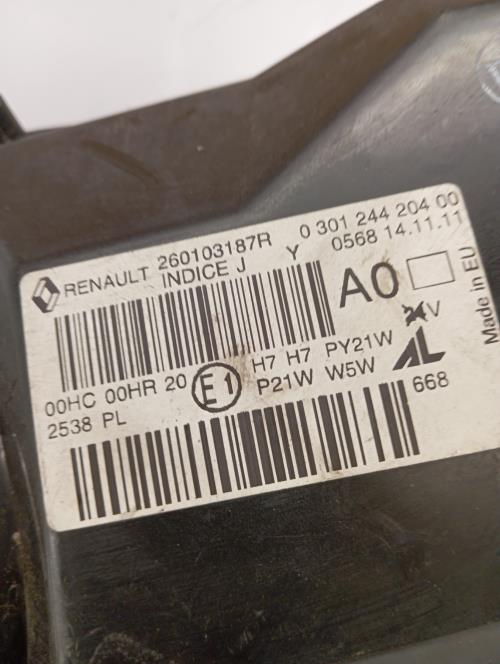 RENAULT 260103187R 0 301 244 204 00
INDICE J Y 0568 14.11.11
A0
Made in EU
V
00HC 00HR 20 E1 H7 H7 PY21W AL
2538 PL P21W W5W
668